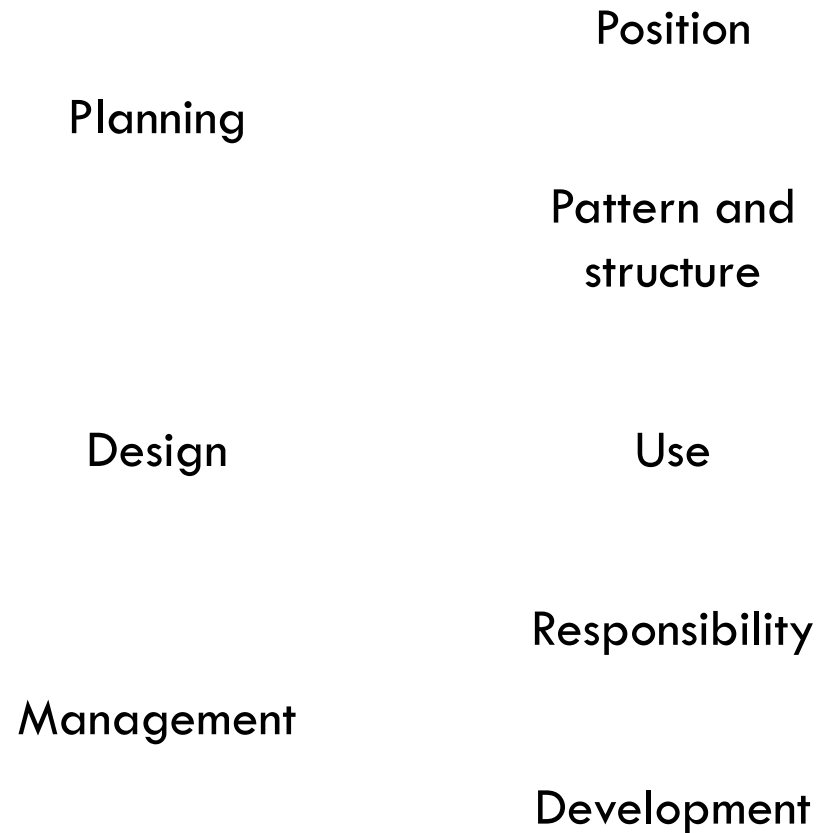 Position
Planning
Pattern and
structure
Design
Use
Responsibility
Management
Development